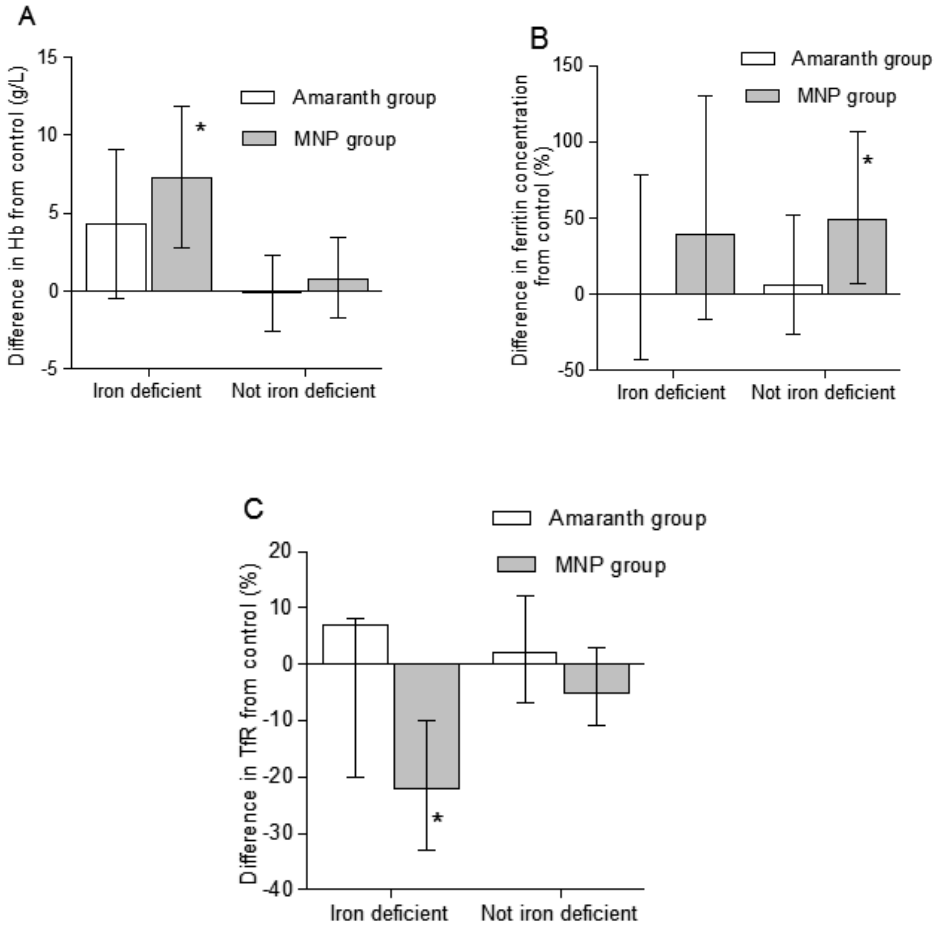 A
Difference in Hb from control (g/L)
15
10
5
0
-5
Amaranth group
MNP group
*
Iron deficient
Not iron deficient
B
Difference in ferritin concentration
from control (%)
150
100
50
0
-50
Amaranth group
MNP group
*
Iron deficient
Not iron deficient
C
Difference in TfR from control (%)
20
10
0
-10
-20
-30
-40
Amaranth group
MNP group
*
Iron deficient
Not iron deficient